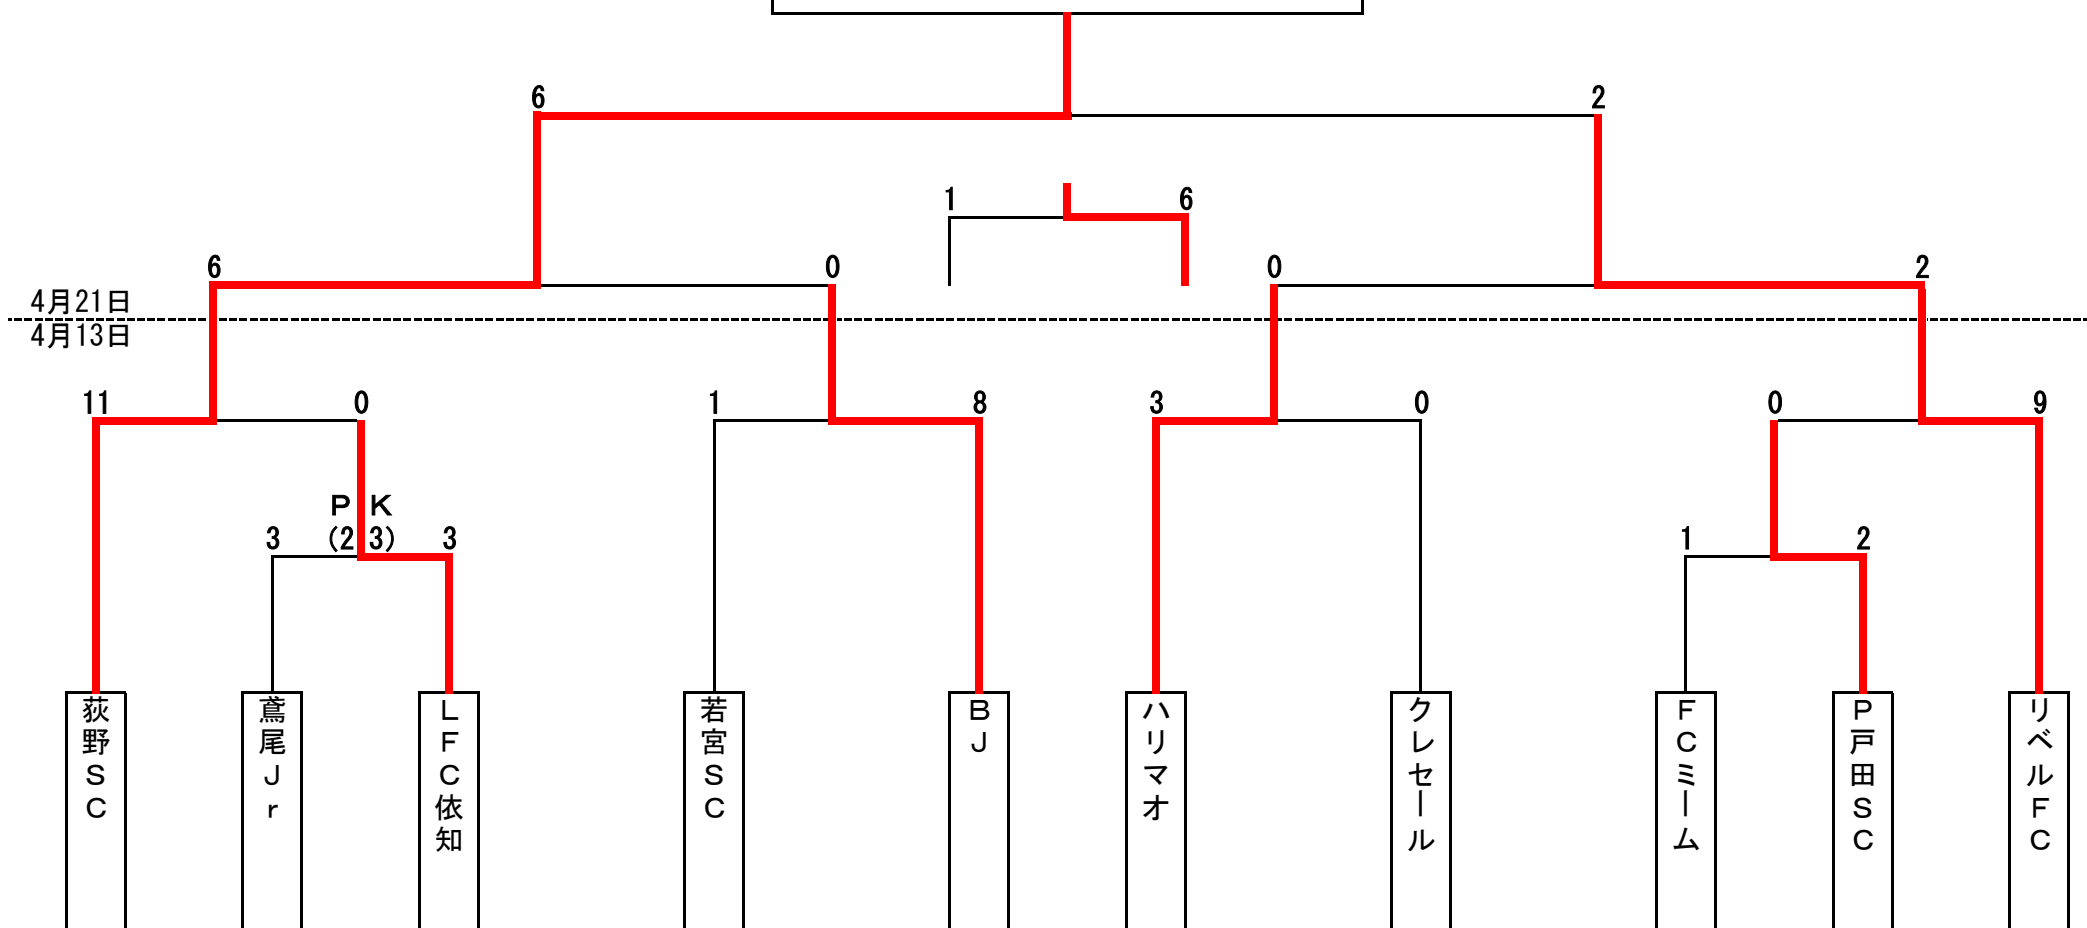 6 2
1 6
6 0 0 2
4月21日
4月13日
11 0 1 8 3 0 0 9
P K
3 (2 3) 3 1 2
荻野SC
鳶尾Jr
LFC依知
若宮SC
BJ
ハリマオ
クレセール
FCミーム
P戸田SC
リベルFC